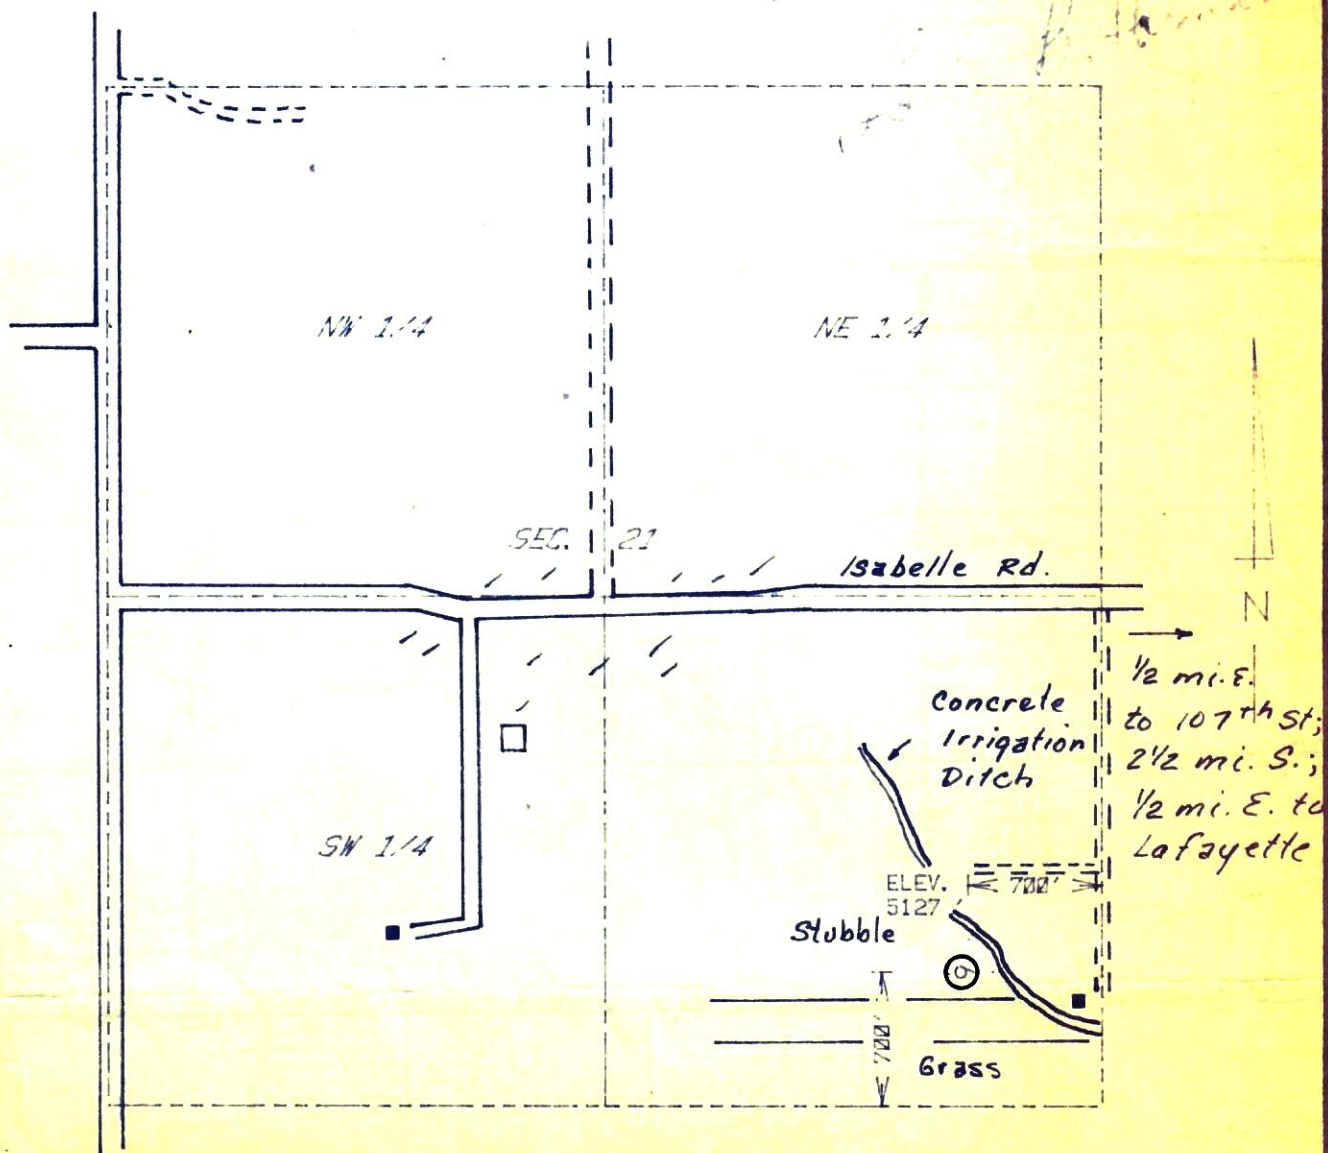 NW 1/4
NE 1/4
SEC. 21
Isabelle Rd.
N
1/2 mi. E.
to 107th St;
2 1/2 mi. S.;
1/2 mi. E. to
Lafayette
Concrete
Irrigation
Ditch
SW 1/4
ELEV.
5127'
700'
Stubble
700'
Grass